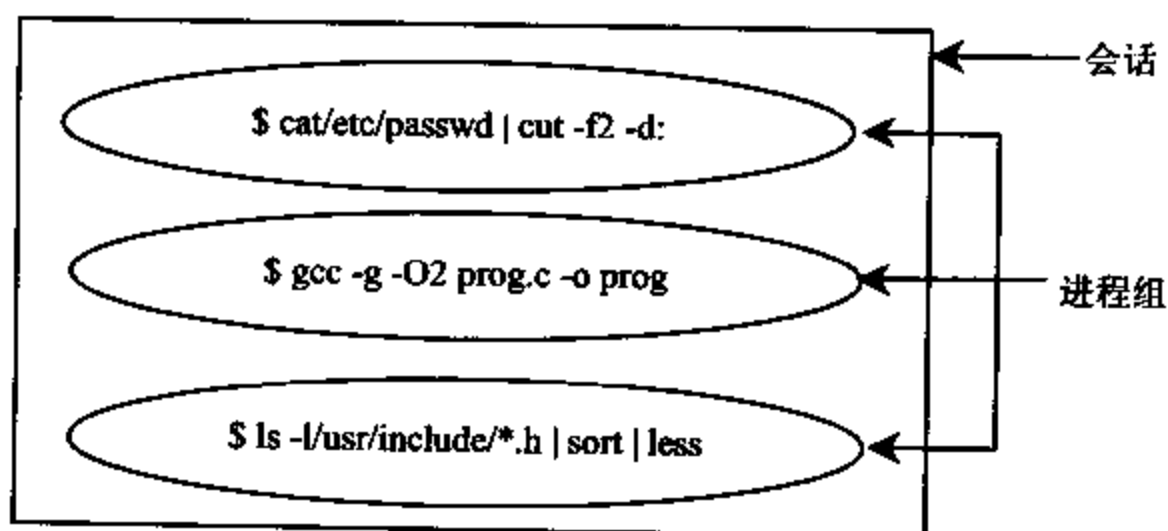 会话
$ cat/etc/passwd | cut -f2 -d:
$ gcc -g -O2 prog.c -o prog
进程组
$ ls -l/usr/include/*.h | sort | less